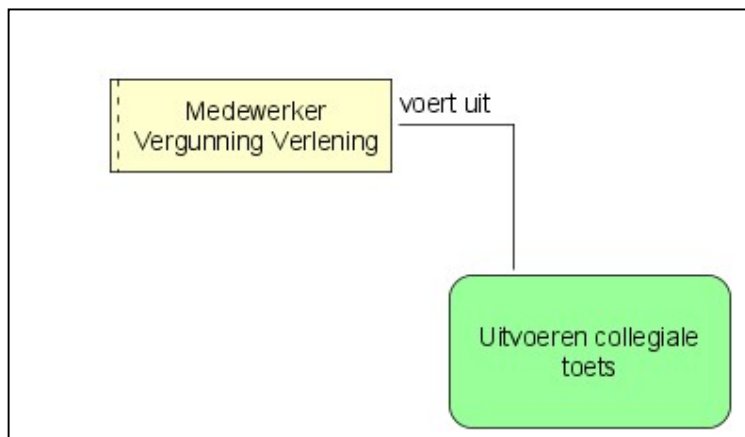 Medewerker
Vergunning Verlening
voert uit
Uitvoeren collegiale
toets